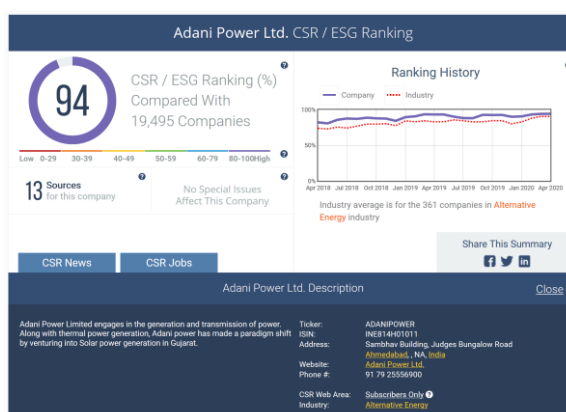 Adani Power Ltd. CSR / ESG Ranking
94
CSR / ESG Ranking (%)
Compared With
19,495 Companies
Low 0-29 30-39 40-49 50-59 60-79 80-100High
13 Sources
for this company
No Special Issues
Affect This Company
Ranking History
Company Industry
100%
50%
0%
Apr 2018 Jul 2018 Oct 2018 Jan 2019 Apr 2019 Jul 2019 Oct 2019 Jan 2020 Apr 2020
Industry average is for the 361 companies in Alternative
Energy industry
Share This Summary
CSR News
CSR Jobs
Adani Power Ltd. Description
Close
Adani Power Limited engages in the generation and transmission of power.
Along with thermal power generation, Adani power has made a paradigm shift
by venturing into Solar power generation in Gujarat.
Ticker: ADANIPOWER
ISIN: INE814H01011
Address: Sambhav Building, Judges Bungalow Road
Ahmedabad, , NA, India
Website: Adani Power Ltd.
Phone #: 91 79 25556900
CSR Web Area: Subscribers Only
Industry: Alternative Energy